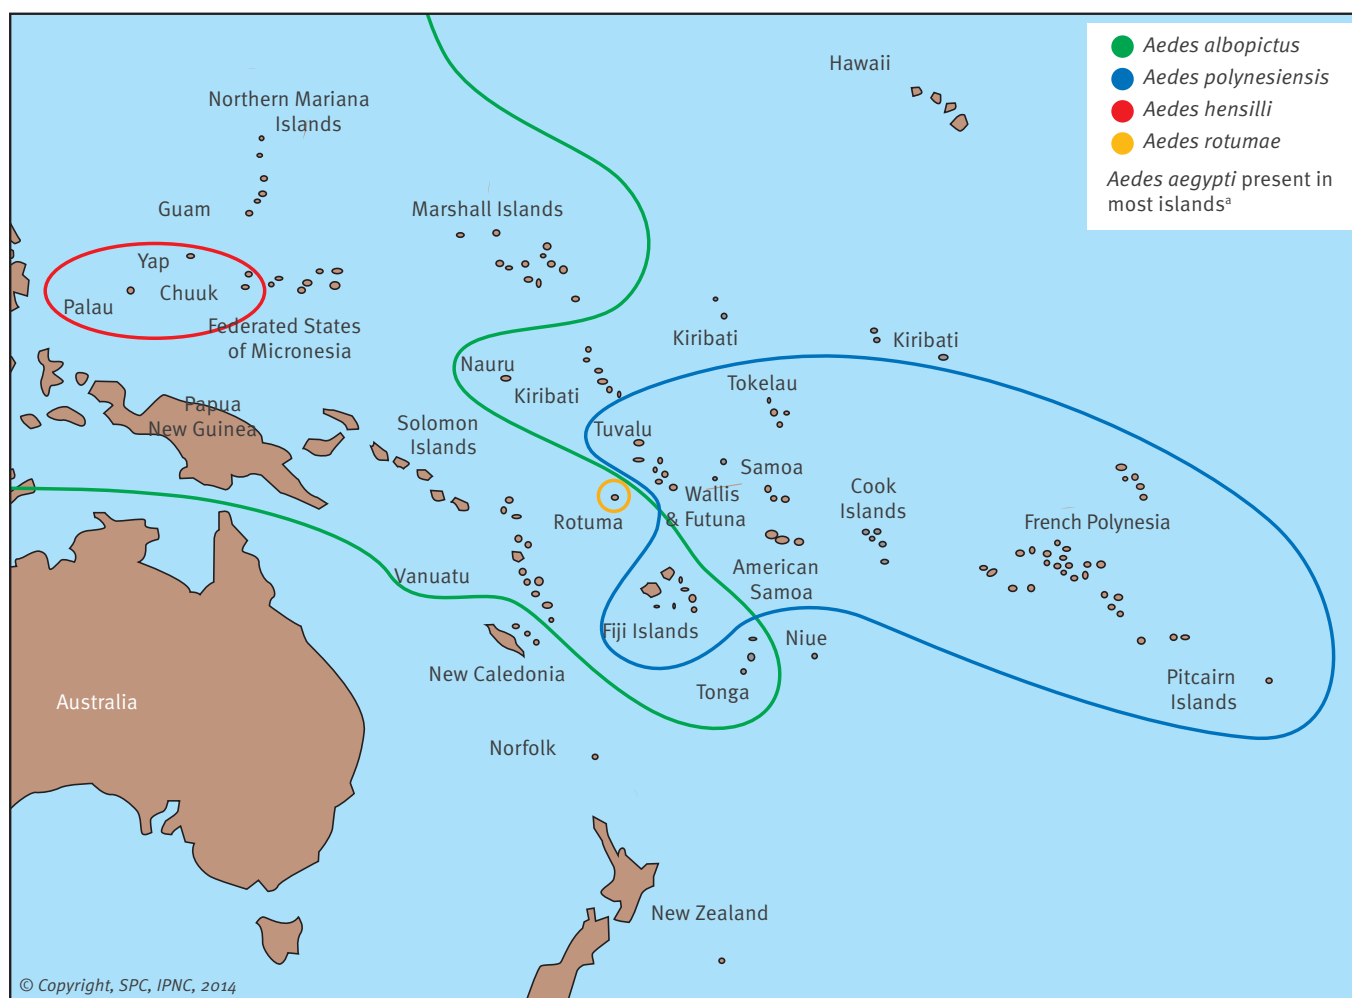 Aedes albopictus
Aedes polynesiensis
Aedes hensilli
Aedes rotumae
Aedes aegypti present in
most islandsa
Hawaii
Northern Mariana
Islands
Guam
Marshall Islands
Yap
Chuuk
Palau
Federated States
of Micronesia
Kiribati
Kiribati
Nauru
Kiribati
Tokelau
Papua
New Guinea
Solomon
Islands
Tuvalu
Samoa
Wallis
& Futuna
Cook
Islands
Rotuma
French Polynesia
Vanuatu
American
Samoa
Fiji Islands
Niue
New Caledonia
Tonga
Pitcairn
Islands
Australia
Norfolk
New Zealand
© Copyright, SPC, IPNC, 2014